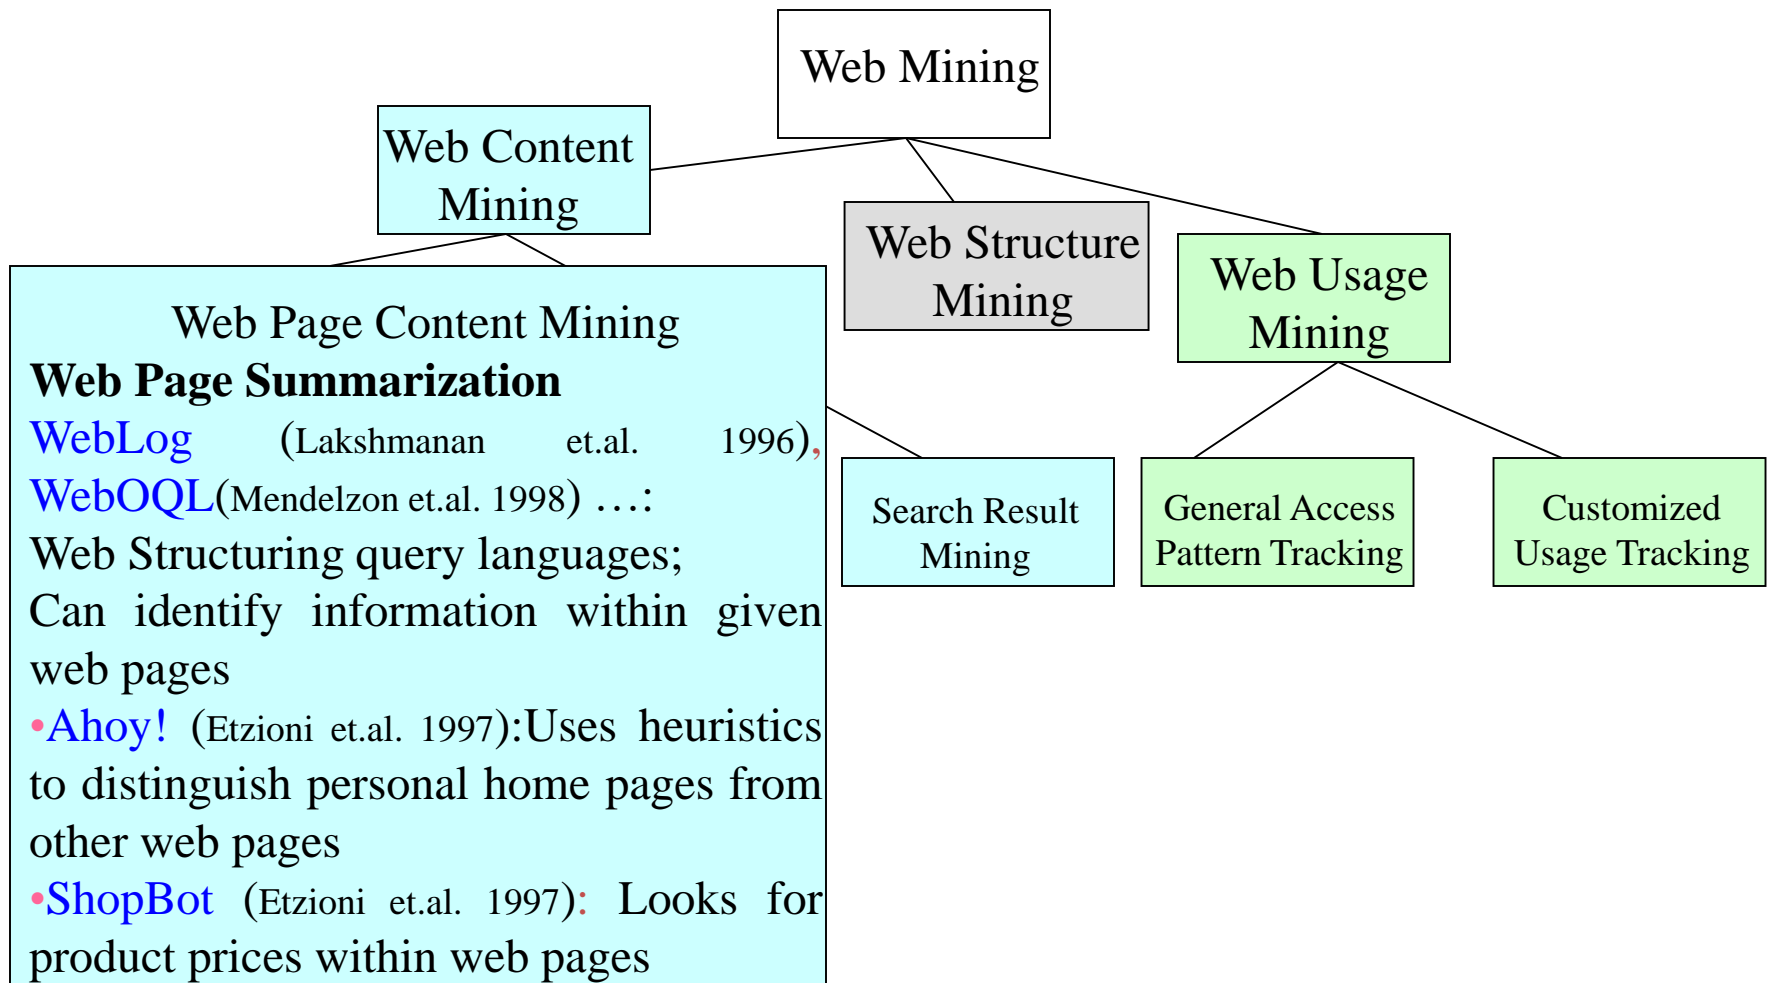 Web Mining
Web Content
Mining
Web Structure
Mining
Web Usage
Mining
Web Page Content Mining
Web Page Summarization
WebLog (Lakshmanan et.al. 1996),
WebOQL(Mendelzon et.al. 1998) …:
Web Structuring query languages;
Can identify information within given
web pages
•Ahoy! (Etzioni et.al. 1997):Uses heuristics
to distinguish personal home pages from
other web pages
•ShopBot (Etzioni et.al. 1997): Looks for
product prices within web pages
Search Result
Mining
General Access
Pattern Tracking
Customized
Usage Tracking